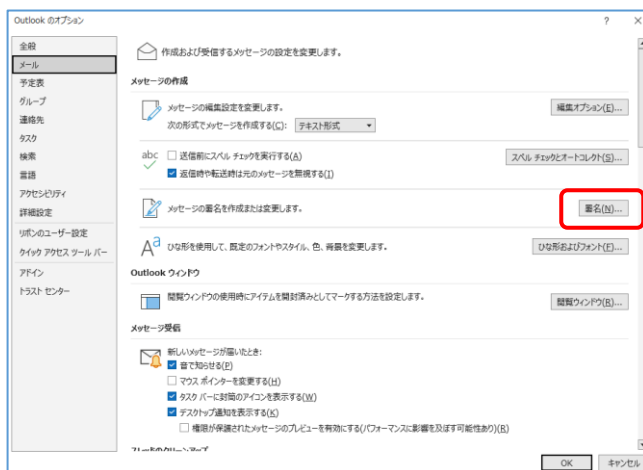 Outlook のオプション
? ×
全般
メール
予定表
グループ
連絡先
タスク
検索
言語
アクセシビリティ
詳細設定
リボンのユーザー設定
クイック アクセス ツール バー
アドイン
トラスト センター
作成および受信するメッセージの設定を変更します。
メッセージの作成
メッセージの編集設定を変更します。
編集オプション(E)...
次の形式でメッセージを作成する(C): テキスト形式
abc
送信前にスペル チェックを実行する(A)
スペル チェックとオートコレクト(S)...
返信時や転送時は元のメッセージを無視する(I)
メッセージの署名を作成または変更します。
署名(N)...
ひな形を使用して、既定のフォントやスタイル、色、背景を変更します。
ひな形およびフォント(F)...
Outlook ウィンドウ
閲覧ウィンドウの使用時にアイテムを開封済みとしてマークする方法を設定します。
閲覧ウィンドウ(R)...
メッセージ受信
新しいメッセージが届いたとき:
音で知らせる(P)
マウス ポインターを変更する(H)
タスク バーに封筒のアイコンを表示する(W)
デスクトップ通知を表示する(K)
権限が保護されたメッセージのプレビューを有効にする(パフォーマンスに影響を及ぼす可能性あり)(R)
スレッドのクリーンアップ
OK
キャンセル